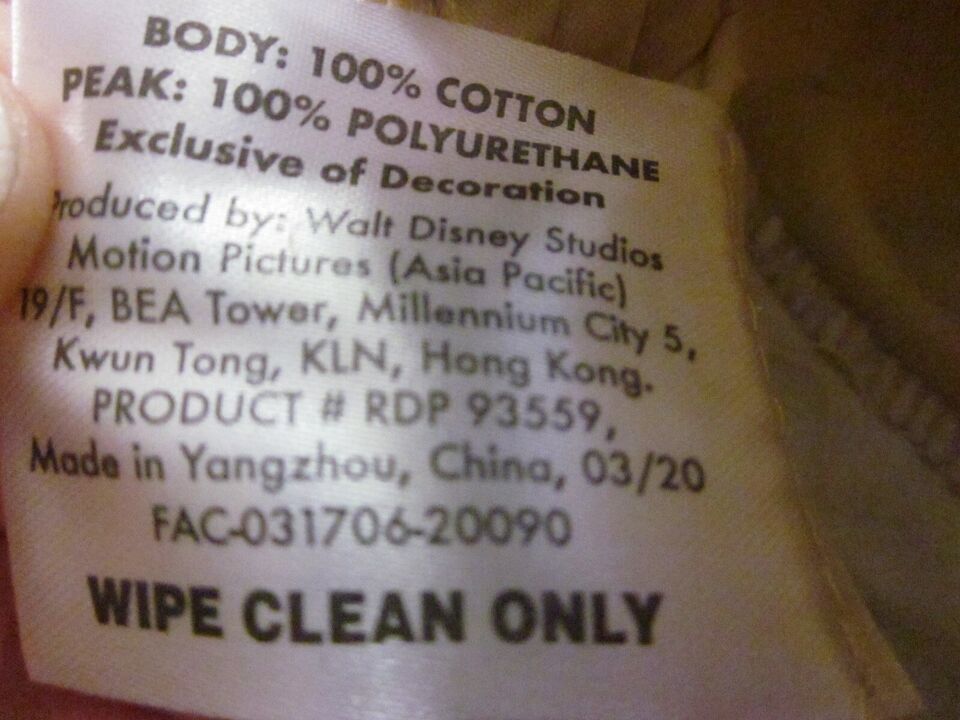 BODY: 100% COTTON
PEAK: 100% POLYURETHANE
Exclusive of Decoration
Produced by: Walt Disney Studios
Motion Pictures (Asia Pacific)
19/F, BEA Tower, Millennium City 5,
Kwun Tong, KLN, Hong Kong.
PRODUCT # RDP 93559,
Made in Yangzhou, China, 03/20
FAC-031706-20090
WIPE CLEAN ONLY